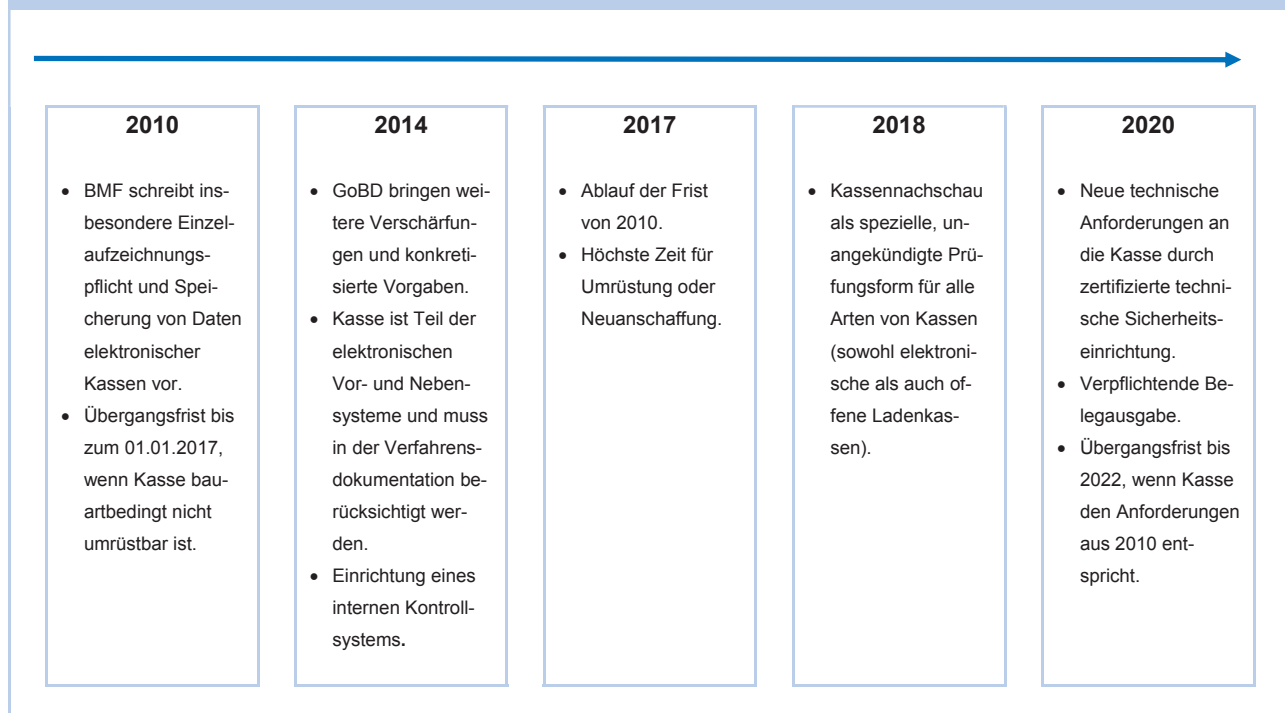 2010
• BMF schreibt ins-
besondere Einzel-
aufzeichnungs-
pflicht und Spei-
cherung von Daten
elektronischer
Kassen vor.
• Übergangsfrist bis
zum 01.01.2017,
wenn Kasse bau-
artbedingt nicht
umrüstbar ist.
2014
• GoBD bringen wei-
tere Verschärfun-
gen und konkreti-
sierte Vorgaben.
• Kasse ist Teil der
elektronischen
Vor- und Neben-
systeme und muss
in der Verfahrens-
dokumentation be-
rücksichtigt wer-
den.
• Einrichtung eines
internen Kontroll-
systems.
2017
• Ablauf der Frist
von 2010.
• Höchste Zeit für
Umrüstung oder
Neuanschaffung.
2018
• Kassennachschau
als spezielle, un-
angekündigte Prü-
fungsform für alle
Arten von Kassen
(sowohl elektroni-
sche als auch of-
fene Ladenkas-
sen).
2020
• Neue technische
Anforderungen an
die Kasse durch
zertifizierte techni-
sche Sicherheits-
einrichtung.
• Verpflichtende Be-
legausgabe.
• Übergangsfrist bis
2022, wenn Kasse
den Anforderungen
aus 2010 ent-
spricht.